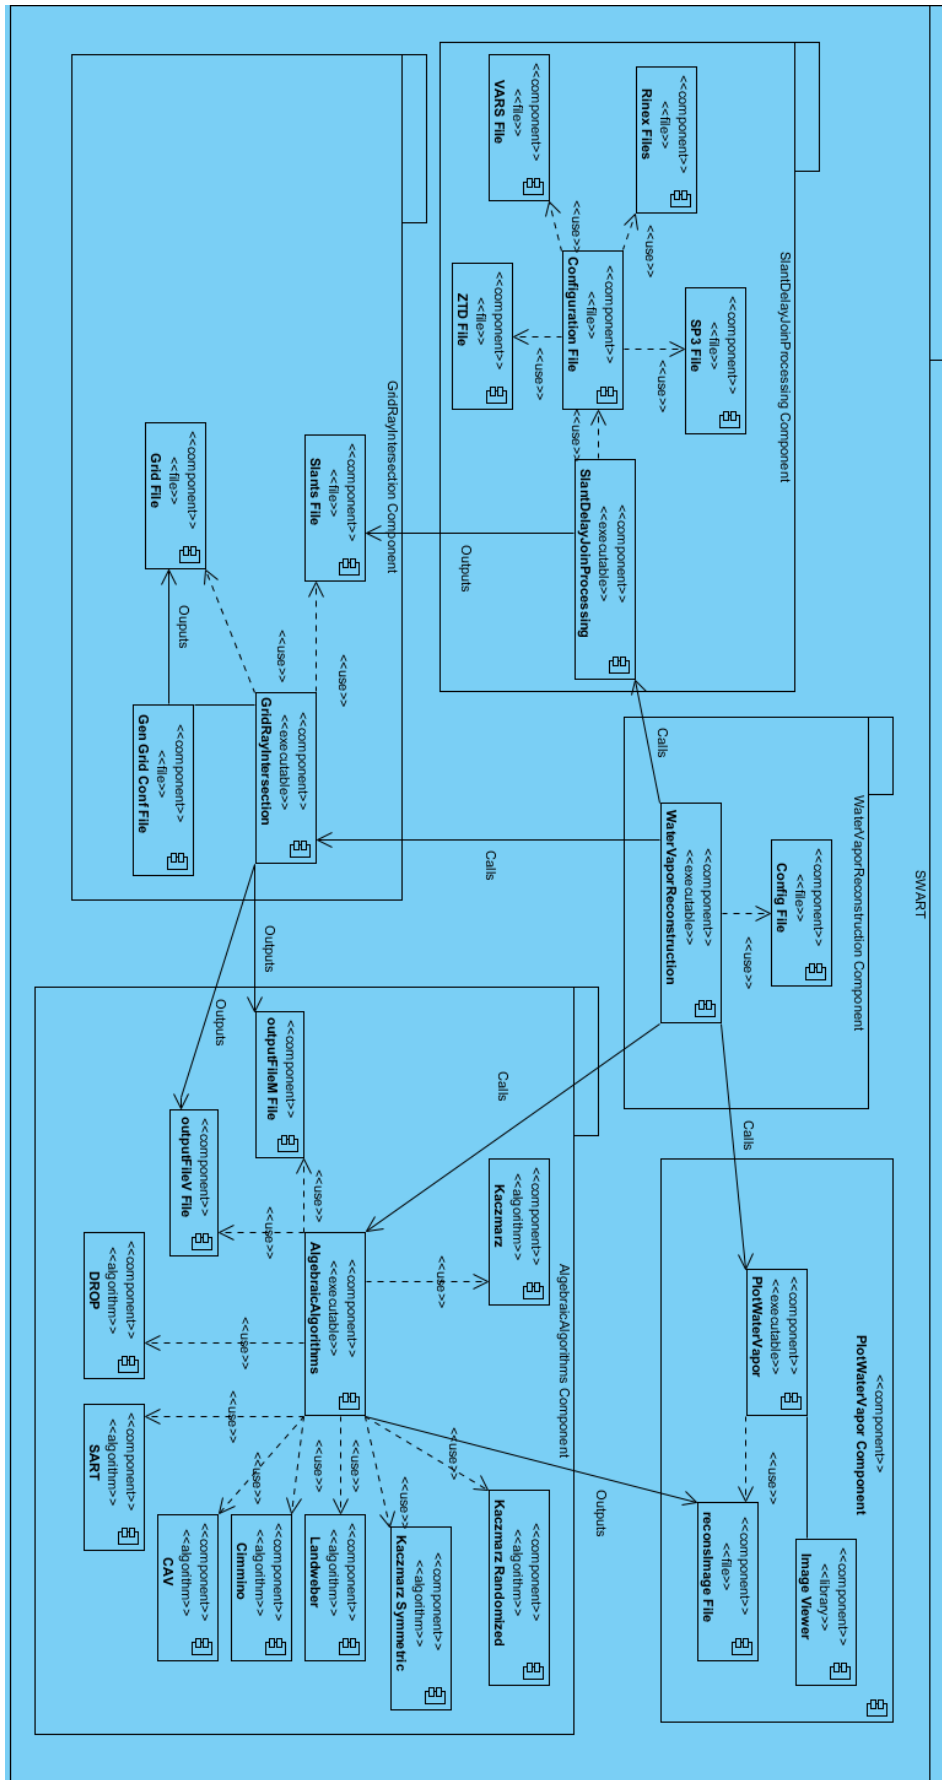 SWART
SlantDelayJoinProcessing Component
<<component>>
<<file>>
Rinex Files
<<component>>
<<file>>
SP3 File
<<component>>
<<file>>
VARS File
<<component>>
<<file>>
Configuration File
<<component>>
<<file>>
ZTD File
<<component>>
<<executable>>
SlantDelayJoinProcessing
<<use>>
<<use>>
<<use>>
<<use>>
<<use>>
WaterVaporReconstruction Component
<<component>>
<<file>>
Config File
<<use>>
<<component>>
<<executable>>
WaterVaporReconstruction
Calls
Calls
Calls
Calls
<<component>>
PlotWaterVapor Component
<<component>>
<<executable>>
PlotWaterVapor
<<component>>
<<library>>
Image Viewer
<<use>>
<<component>>
<<file>>
reconsImage File
Outputs
Outputs
GridRayIntersection Component
<<component>>
<<file>>
Slants File
<<component>>
<<file>>
Grid File
<<use>>
<<use>>
<<component>>
<<executable>>
GridRayIntersection
Ouputs
<<component>>
<<file>>
Gen Grid Conf File
Outputs
Outputs
AlgebraicAlgorithms Component
<<component>>
<<algorithm>>
Kaczmarz
<<component>>
outputFileM File
<<component>>
outputFileV File
<<use>>
<<use>>
<<use>>
<<component>>
<<executable>>
AlgebraicAlgorithms
<<use>>
<<use>>
<<use>>
<<use>>
<<use>>
<<use>>
<<use>>
<<component>>
<<algorithm>>
Kaczmarz Randomized
<<component>>
<<algorithm>>
Kaczmarz Symmetric
<<component>>
<<algorithm>>
Landweber
<<component>>
<<algorithm>>
Cimmino
<<component>>
<<algorithm>>
CAV
<<component>>
<<algorithm>>
DROP
<<component>>
<<algorithm>>
SART